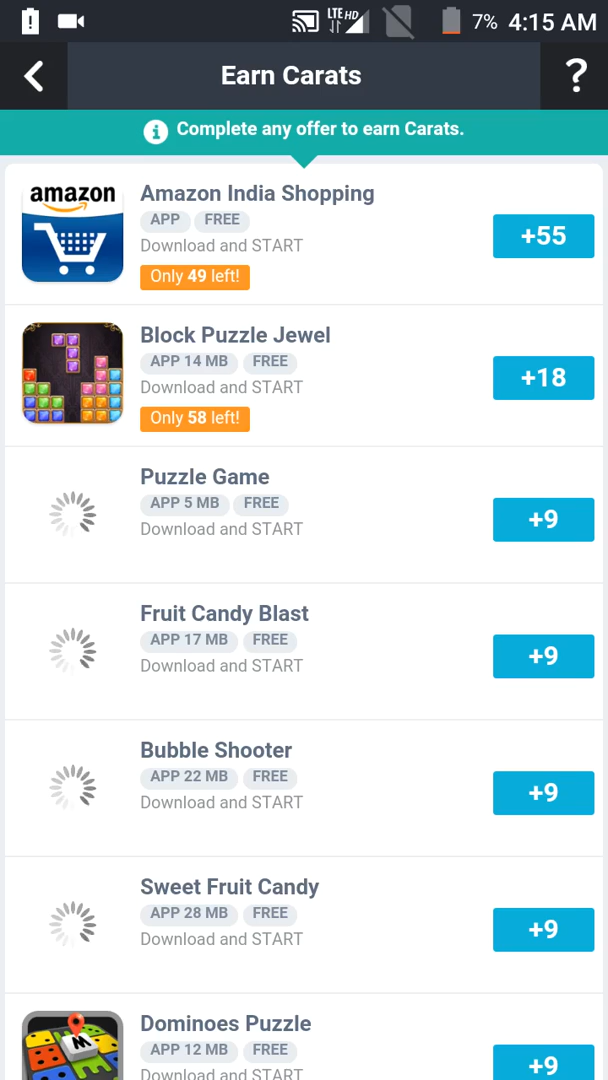 LTE HD 7% 4:15 AM
Earn Carats ?
Complete any offer to earn Carats.
amazon
Amazon India Shopping
APP FREE
+55
Download and START
Only 49 left!
Block Puzzle Jewel
APP 14 MB FREE
+18
Download and START
Only 58 left!
Puzzle Game
APP 5 MB FREE
+9
Download and START
Fruit Candy Blast
APP 17 MB FREE
+9
Download and START
Bubble Shooter
APP 22 MB FREE
+9
Download and START
Sweet Fruit Candy
APP 28 MB FREE
+9
Download and START
Dominoes Puzzle
M
APP 12 MB FREE
+9
Download and START